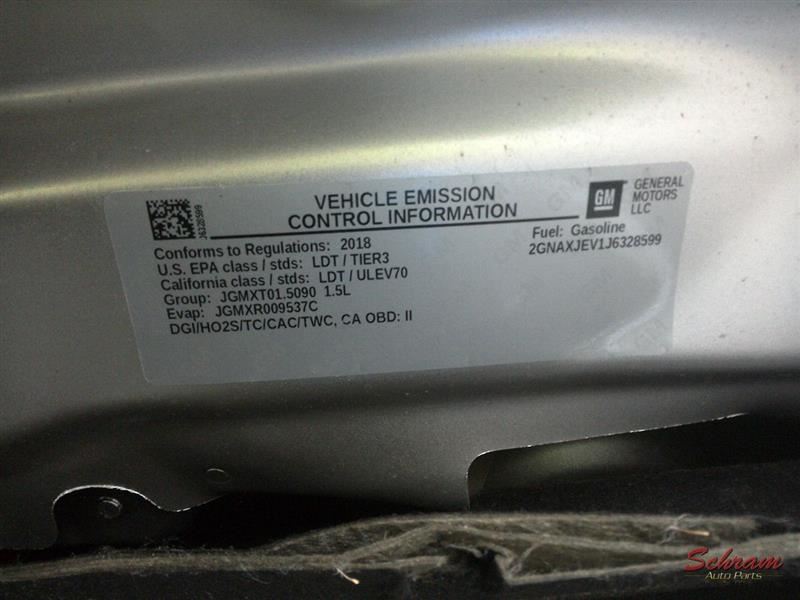 VEHICLE EMISSION
CONTROL INFORMATION
GM GENERAL
MOTORS
LLC
J6328599
Conforms to Regulations: 2018
U.S. EPA class / stds: LDT / TIER3
California class / stds: LDT / ULEV70
Group: JGMXT01.5090 1.5L
Evap: JGMXR009537C
DGI/HO2S/TC/CAC/TWC, CA OBD: II
Fuel: Gasoline
2GNAXJEV1J6328599
Schram
Auto Parts